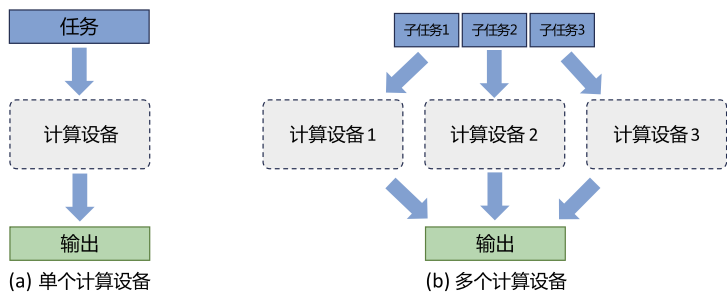 任务
计算设备
输出
(a) 单个计算设备
子任务1 子任务2 子任务3
计算设备 1 计算设备 2 计算设备 3
输出
(b) 多个计算设备